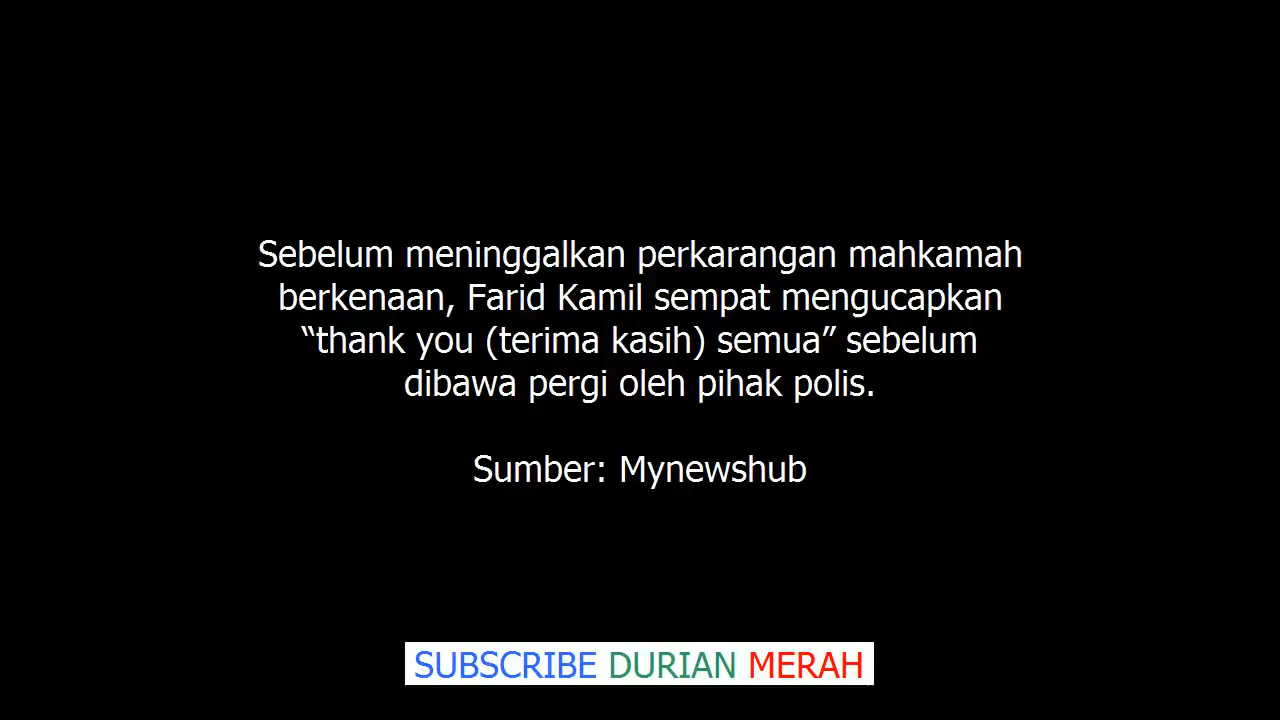 Sebelum meninggalkan perkarangan mahkamah
berkenaan, Farid Kamil sempat mengucapkan
“thank you (terima kasih) semua” sebelum
dibawa pergi oleh pihak polis.
Sumber: Mynewshub
SUBSCRIBE DURIAN MERAH